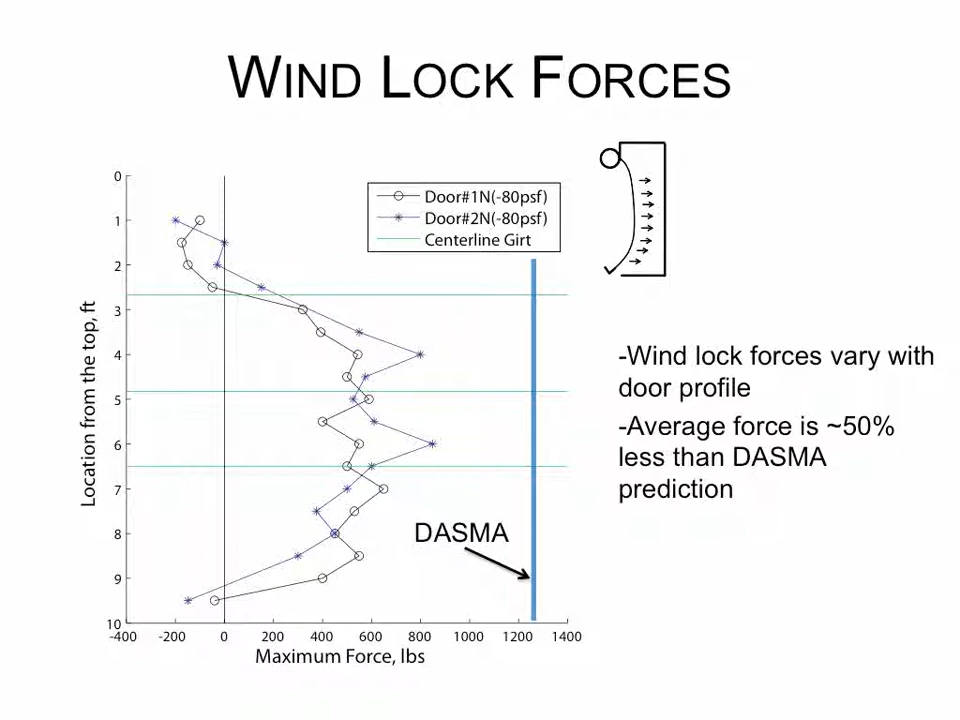 WIND LOCK FORCES
0
1
2
3
4
5
6
7
8
9
10
Location from the top, ft
-400 -200 0 200 400 600 800 1000 1200 1400
Maximum Force, lbs
Door#1N(-80psf)
Door#2N(-80psf)
Centerline Girt
DASMA
-Wind lock forces vary with
door profile
-Average force is ~50%
less than DASMA
prediction